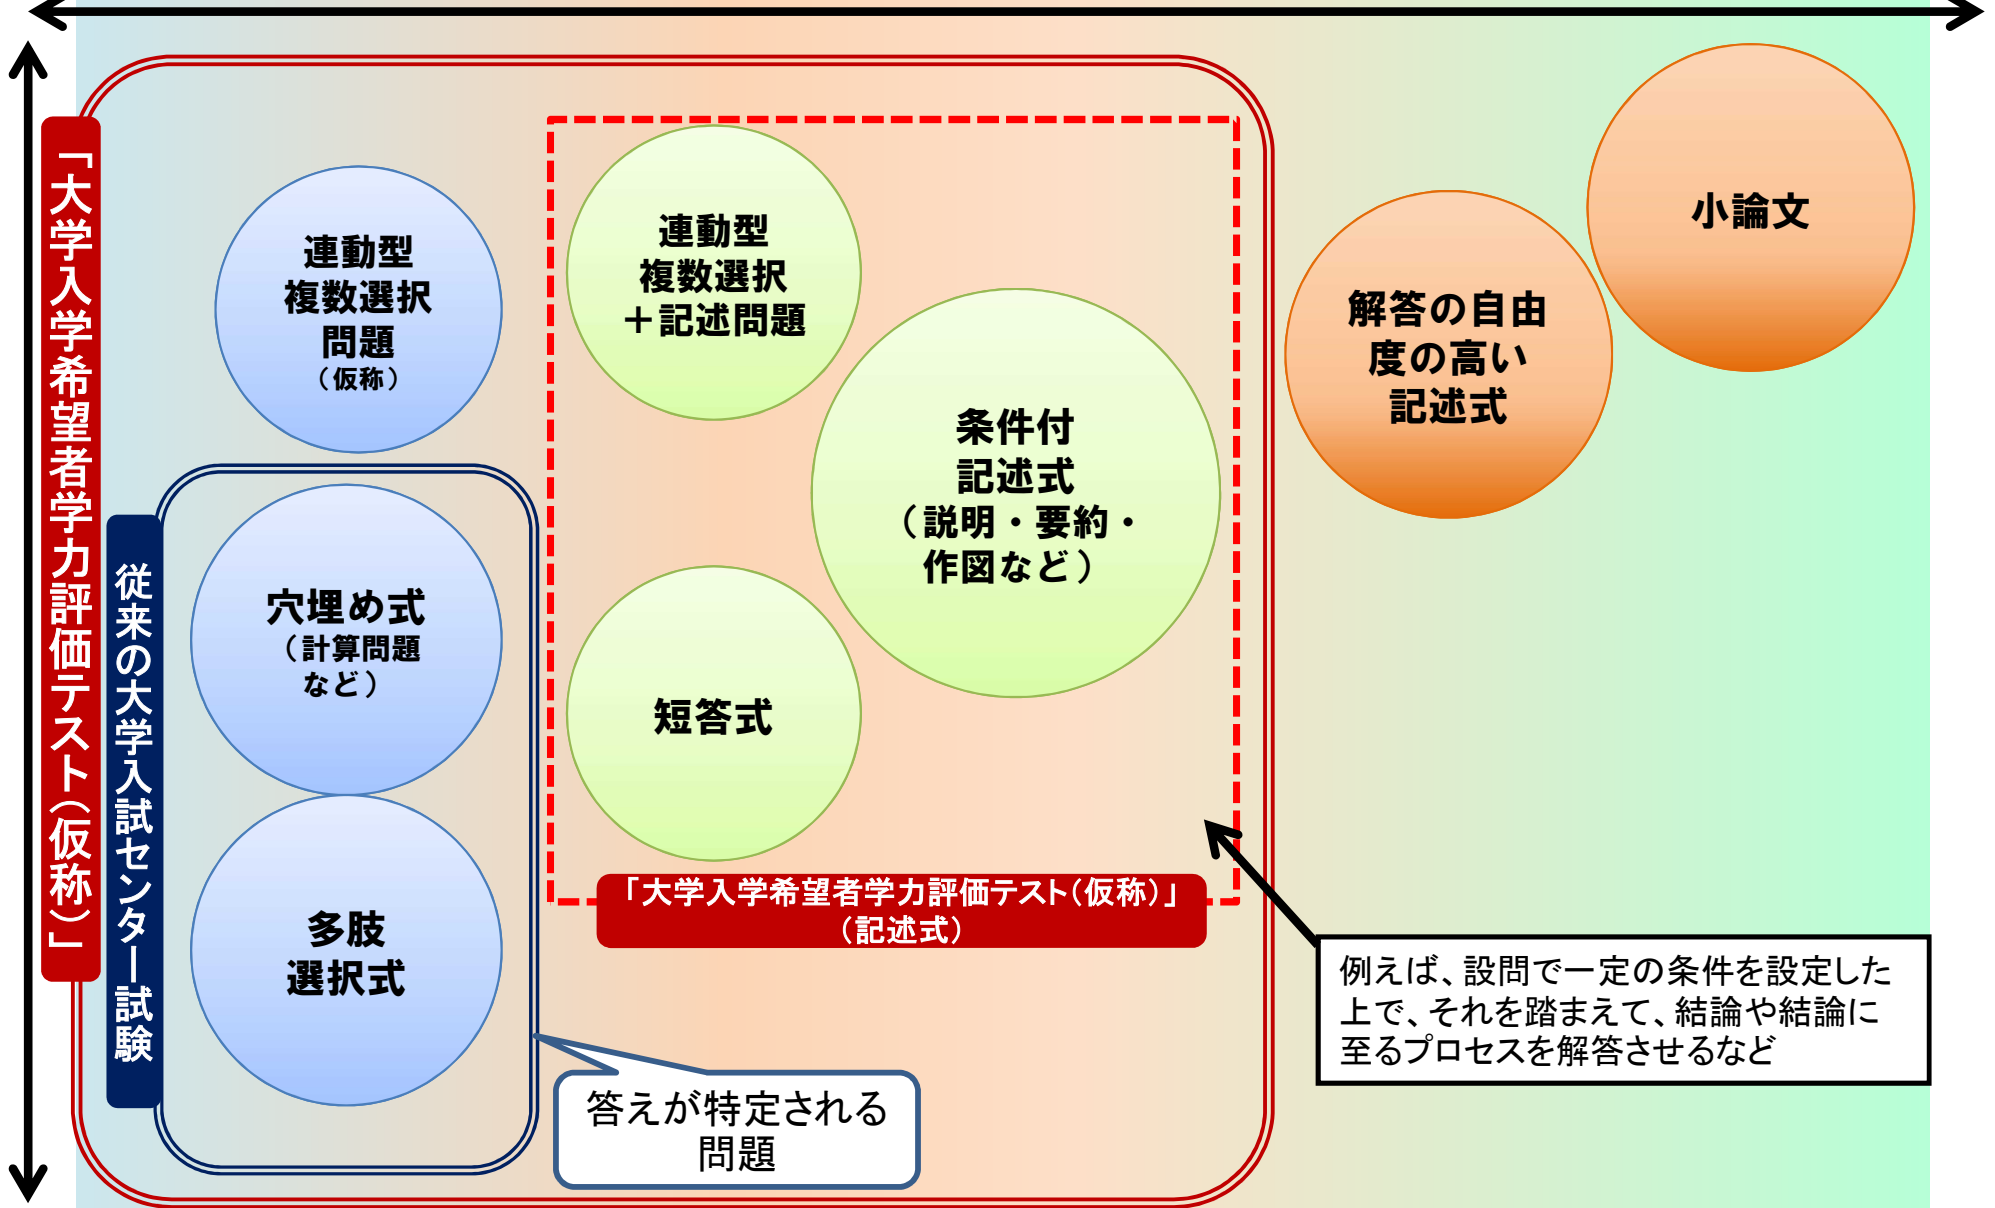 「大学入学希望者学力評価テスト(仮称)」
従来の大学入試センター試験
連動型
複数選択
問題
（仮称）
穴埋め式
（計算問題
など）
多肢
選択式
連動型
複数選択
＋記述問題
条件付
記述式
（説明・要約・
作図など）
短答式
「大学入学希望者学力評価テスト(仮称)」
（記述式）
解答の自由
度の高い
記述式
小論文
答えが特定される
問題
例えば、設問で一定の条件を設定した
上で、それを踏まえて、結論や結論に
至るプロセスを解答させるなど